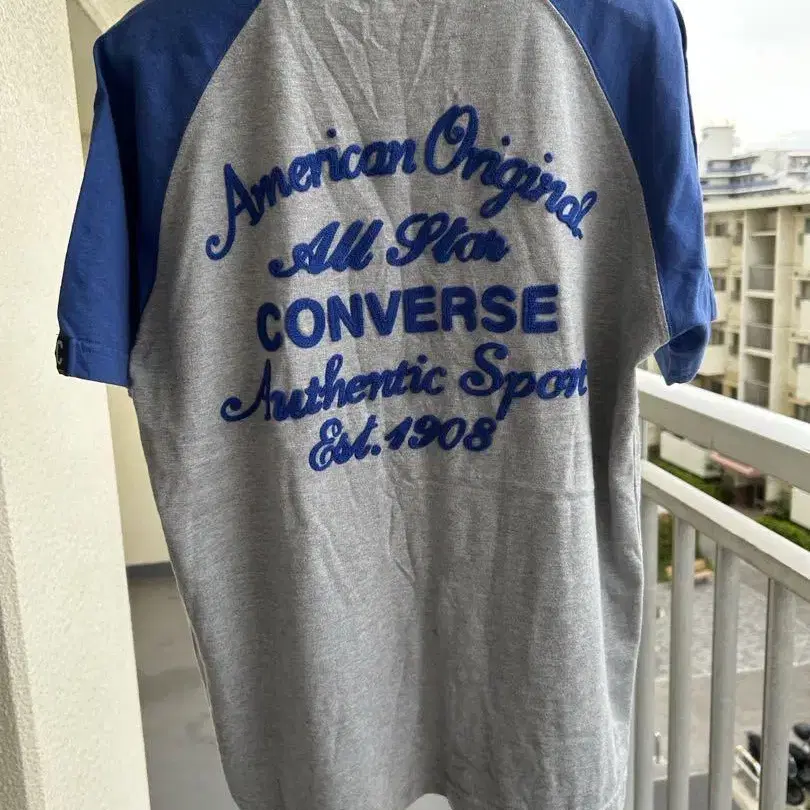 American Original
All Star
CONVERSE
Authentic Sport
Est. 1908
C